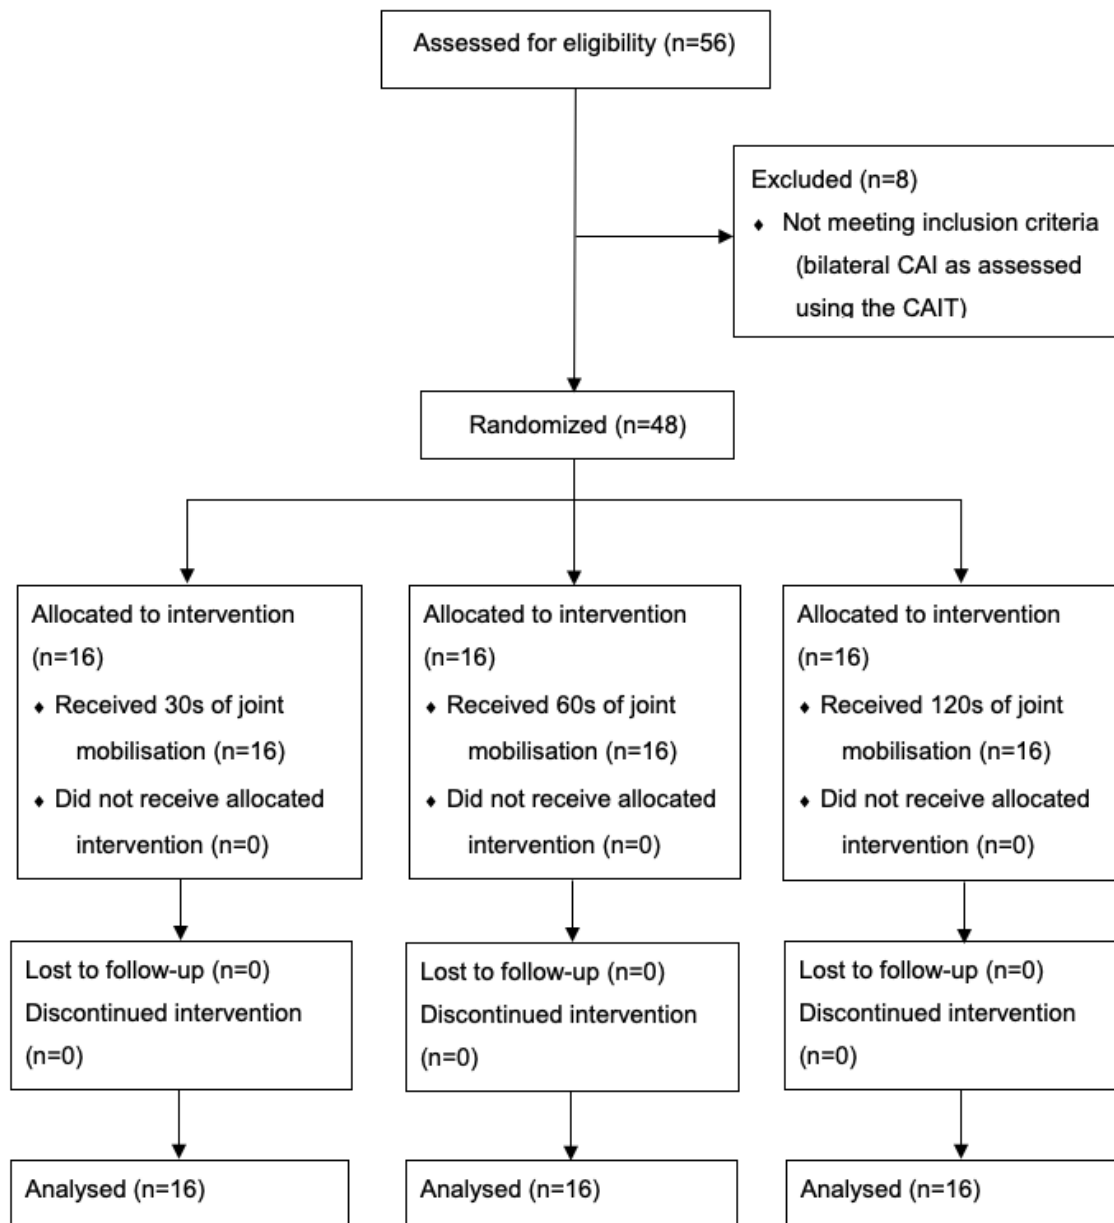 Assessed for eligibility (n=56)
Excluded (n=8)
♦ Not meeting inclusion criteria
(bilateral CAI as assessed
using the CAIT)
Randomized (n=48)
Allocated to intervention
(n=16)
♦ Received 30s of joint
mobilisation (n=16)
♦ Did not receive allocated
intervention (n=0)
Allocated to intervention
(n=16)
♦ Received 60s of joint
mobilisation (n=16)
♦ Did not receive allocated
intervention (n=0)
Allocated to intervention
(n=16)
♦ Received 120s of joint
mobilisation (n=16)
♦ Did not receive allocated
intervention (n=0)
Lost to follow-up (n=0)
Discontinued intervention
(n=0)
Lost to follow-up (n=0)
Discontinued intervention
(n=0)
Lost to follow-up (n=0)
Discontinued intervention
(n=0)
Analysed (n=16)
Analysed (n=16)
Analysed (n=16)